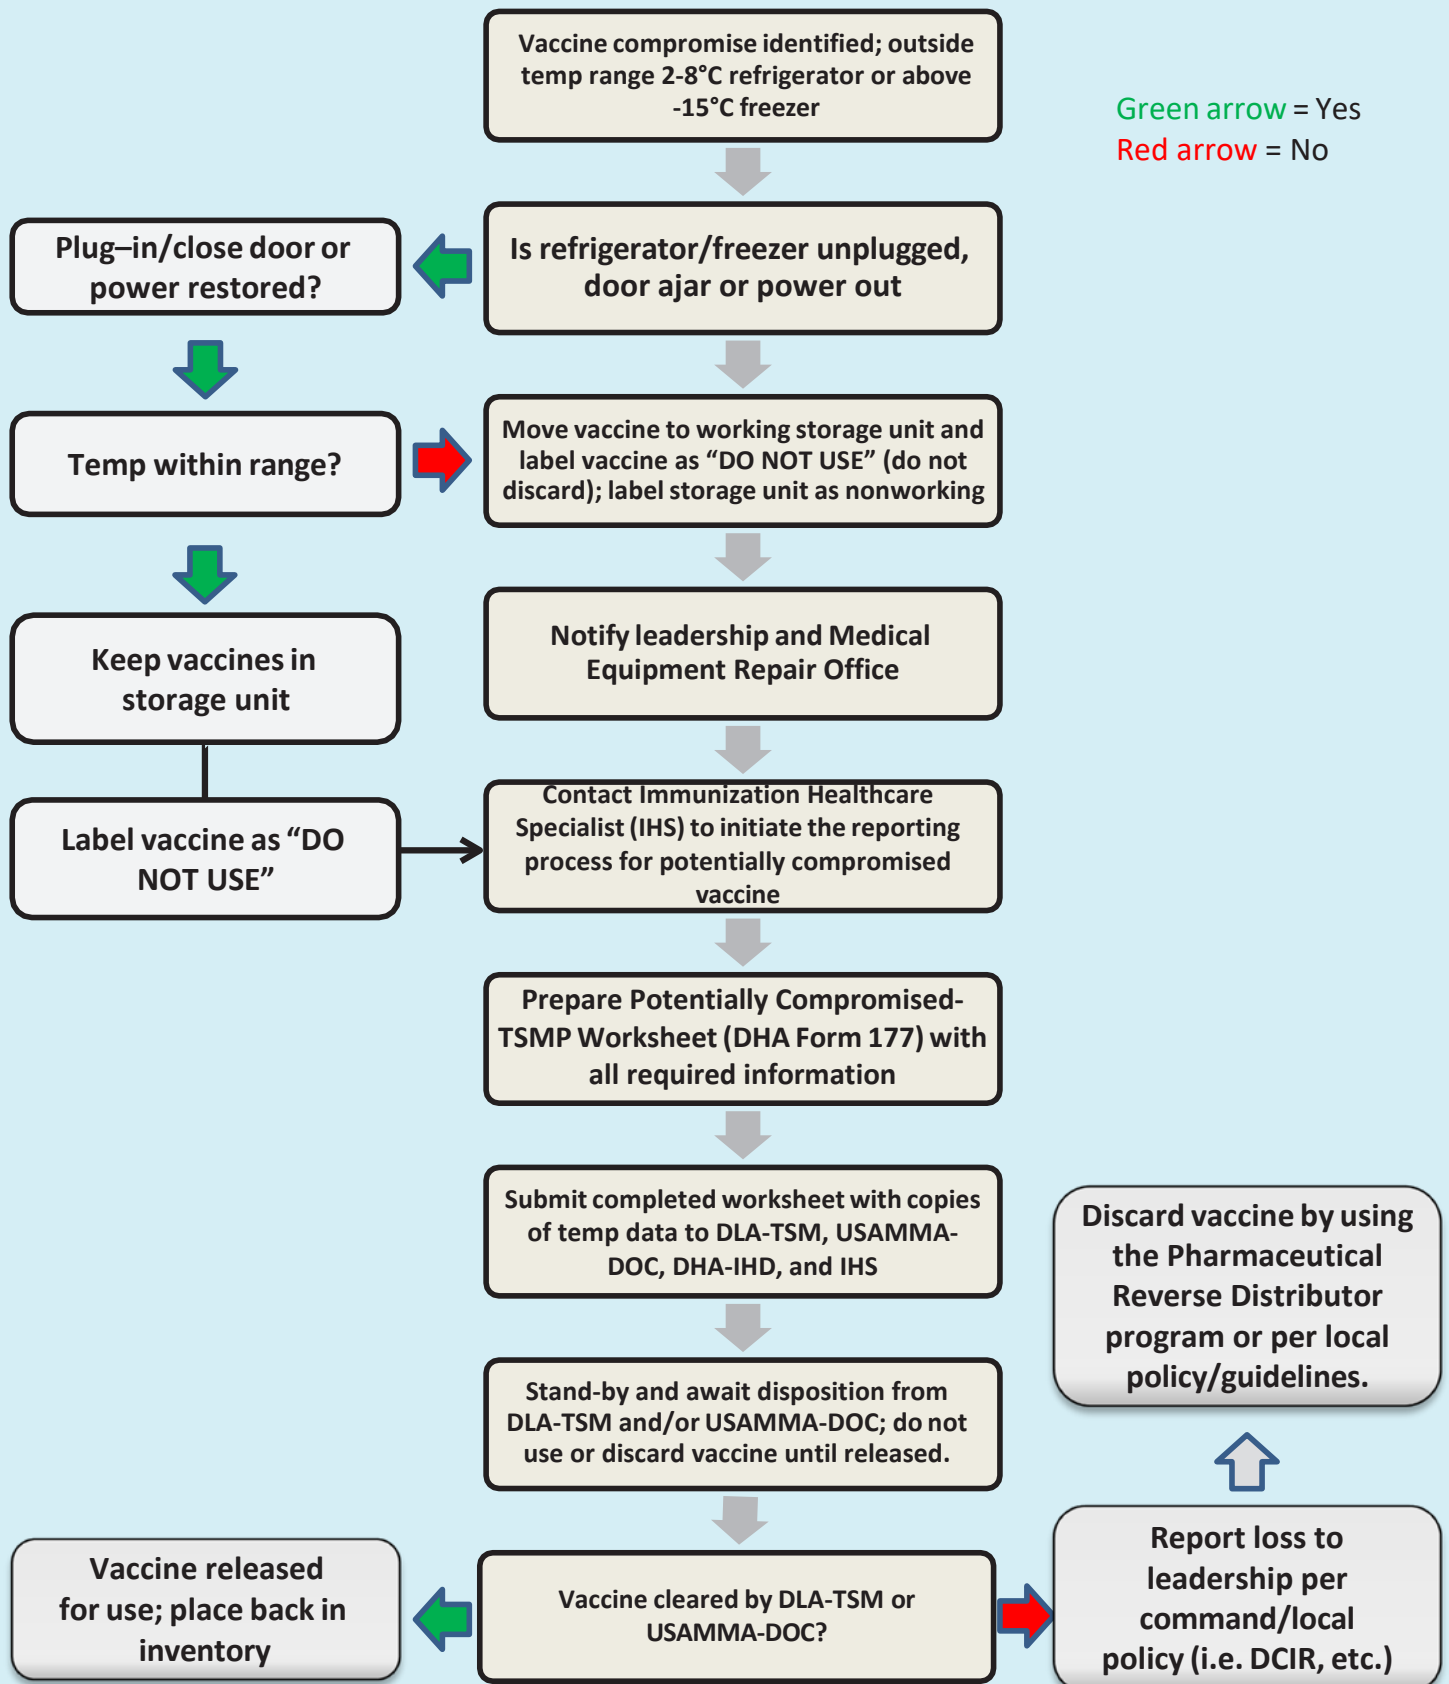 Vaccine compromise identified; outside
temp range 2-8°C refrigerator or above
-15°C freezer
Green arrow = Yes
Red arrow = No
Plug–in/close door or
power restored?
Is refrigerator/freezer unplugged,
door ajar or power out
Temp within range?
Move vaccine to working storage unit and
label vaccine as “DO NOT USE” (do not
discard); label storage unit as nonworking
Keep vaccines in
storage unit
Notify leadership and Medical
Equipment Repair Office
Label vaccine as “DO
NOT USE”
Contact Immunization Healthcare
Specialist (IHS) to initiate the reporting
process for potentially compromised
vaccine
Prepare Potentially Compromised-
TSMP Worksheet (DHA Form 177) with
all required information
Submit completed worksheet with copies
of temp data to DLA-TSM, USAMMA-
DOC, DHA-IHD, and IHS
Discard vaccine by using
the Pharmaceutical
Reverse Distributor
program or per local
policy/guidelines.
Stand-by and await disposition from
DLA-TSM and/or USAMMA-DOC; do not
use or discard vaccine until released.
Vaccine released
for use; place back in
inventory
Vaccine cleared by DLA-TSM or
USAMMA-DOC?
Report loss to
leadership per
command/local
policy (i.e. DCIR, etc.)